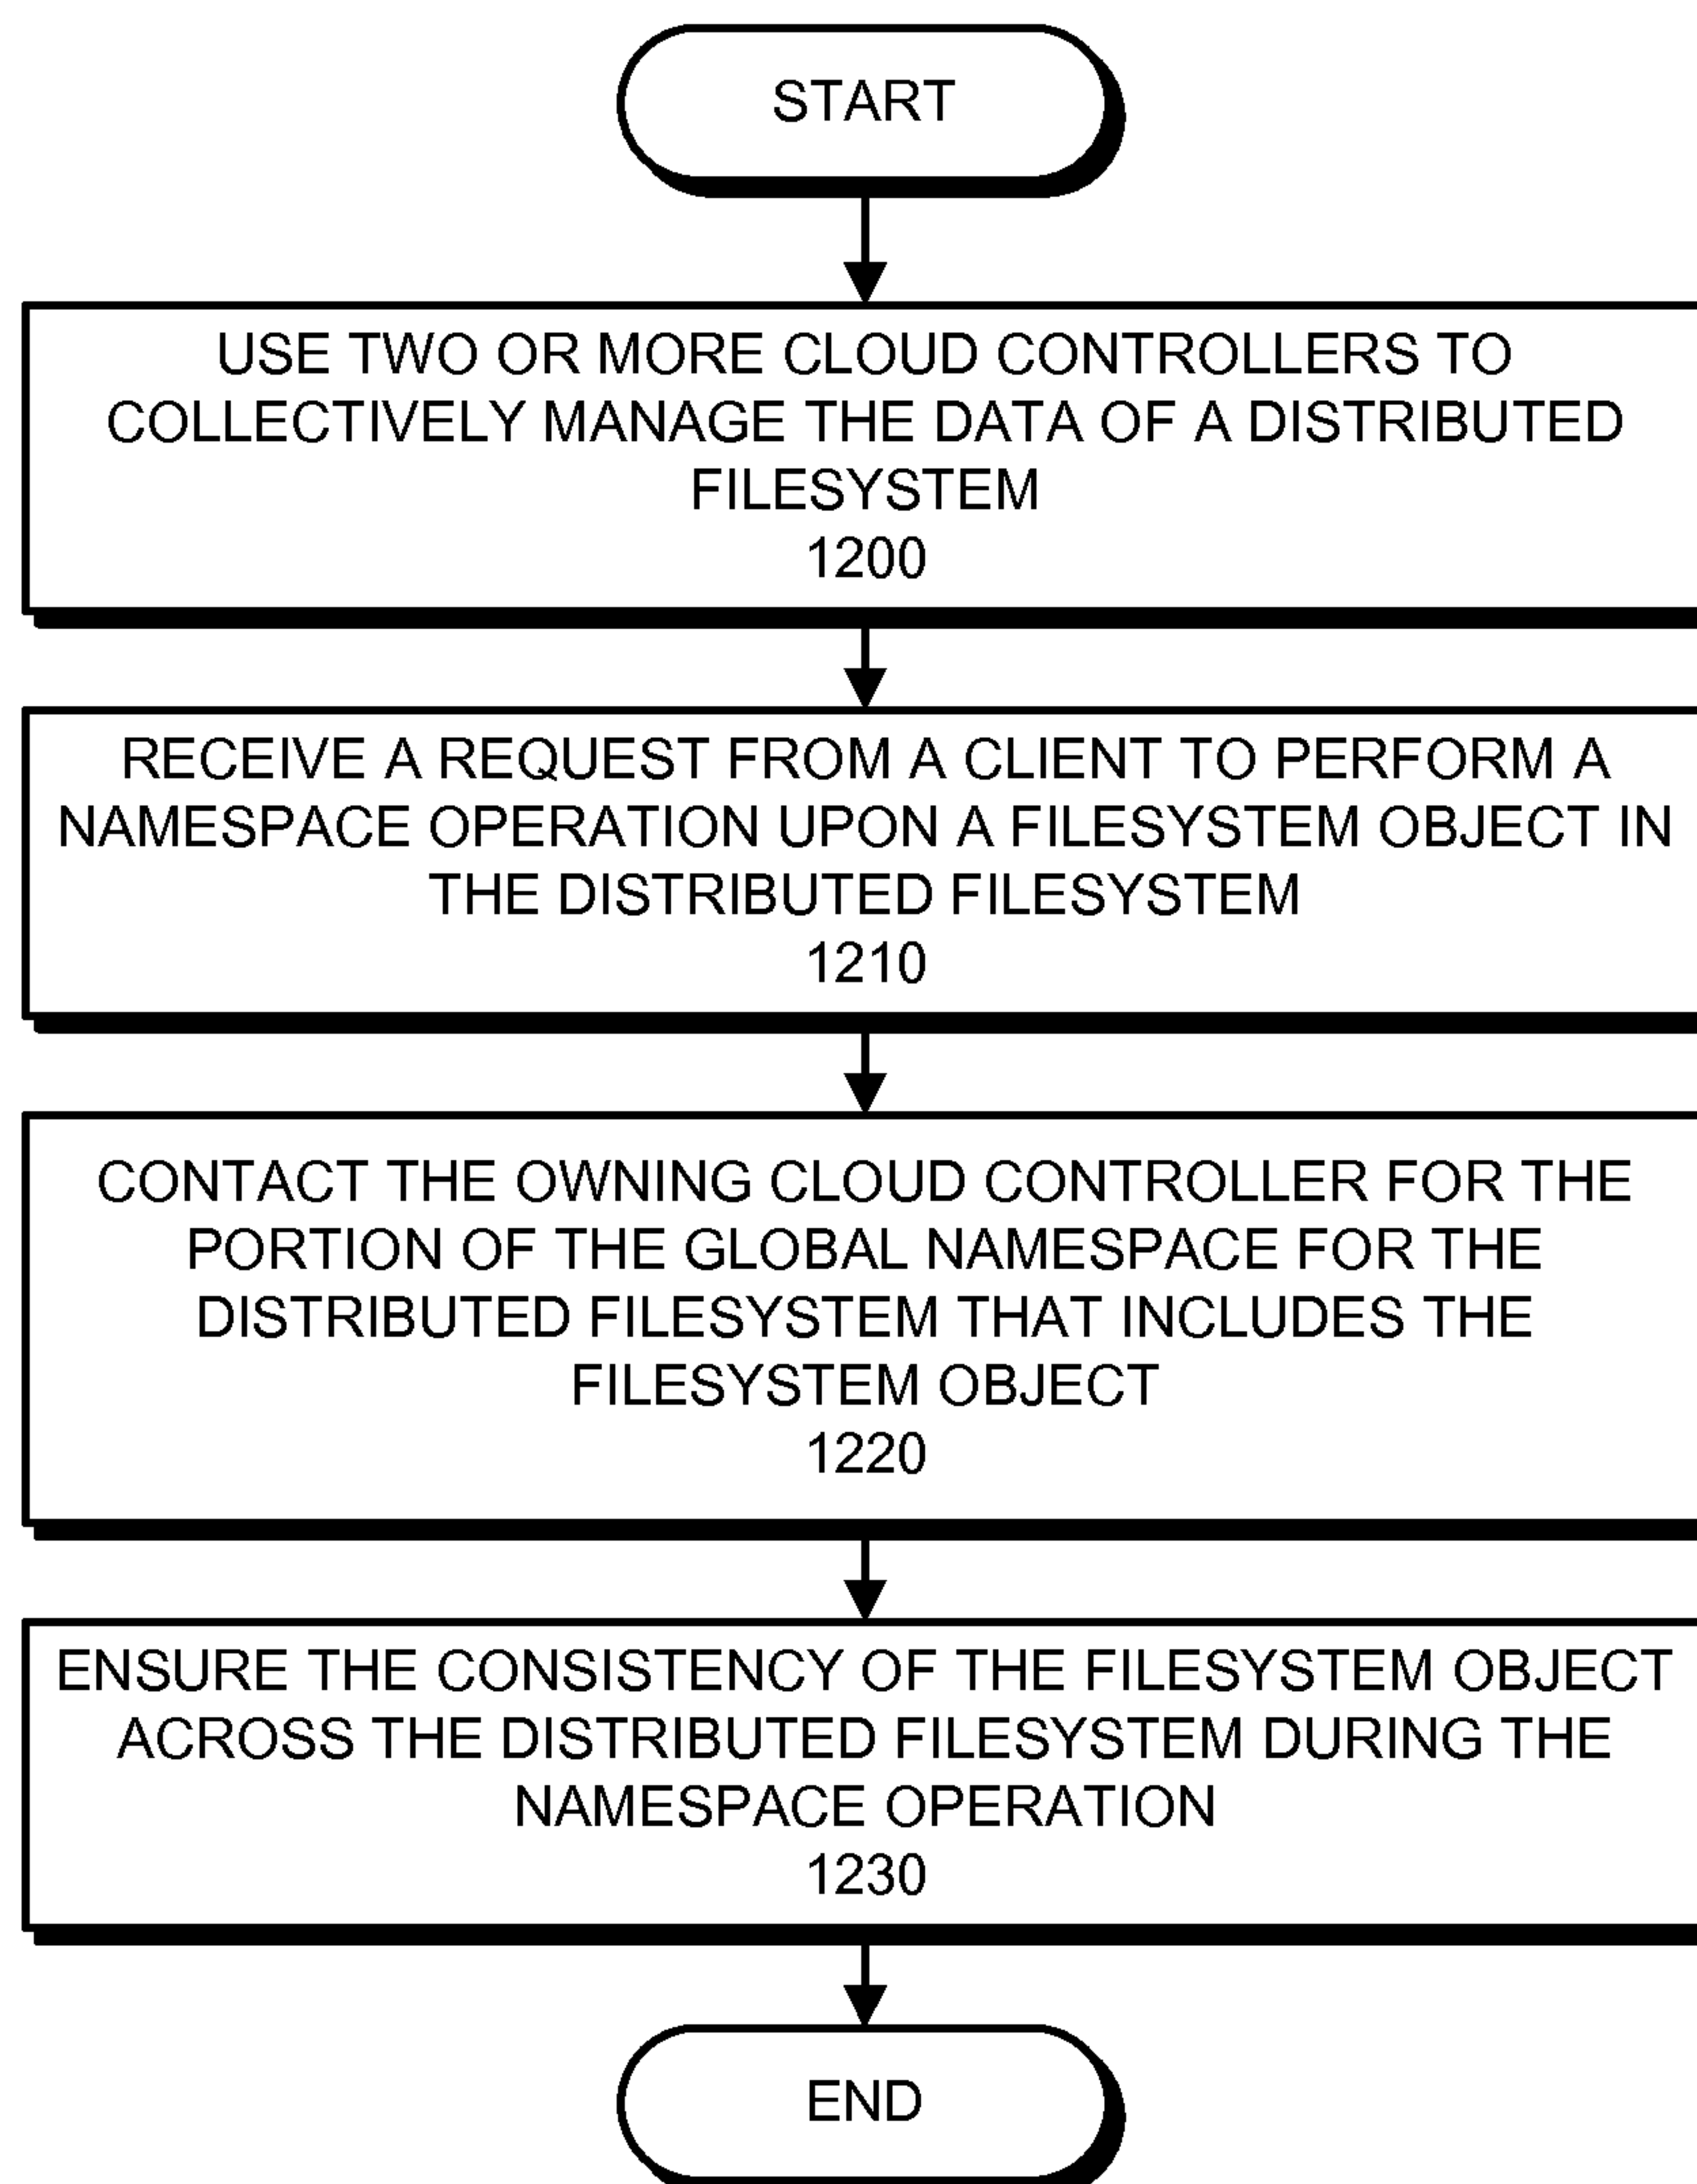 START
USE TWO OR MORE CLOUD CONTROLLERS TO
COLLECTIVELY MANAGE THE DATA OF A DISTRIBUTED
FILESYSTEM
1200
RECEIVE A REQUEST FROM A CLIENT TO PERFORM A
NAMESPACE OPERATION UPON A FILESYSTEM OBJECT IN
THE DISTRIBUTED FILESYSTEM
1210
CONTACT THE OWNING CLOUD CONTROLLER FOR THE
PORTION OF THE GLOBAL NAMESPACE FOR THE
DISTRIBUTED FILESYSTEM THAT INCLUDES THE
FILESYSTEM OBJECT
1220
ENSURE THE CONSISTENCY OF THE FILESYSTEM OBJECT
ACROSS THE DISTRIBUTED FILESYSTEM DURING THE
NAMESPACE OPERATION
1230
END